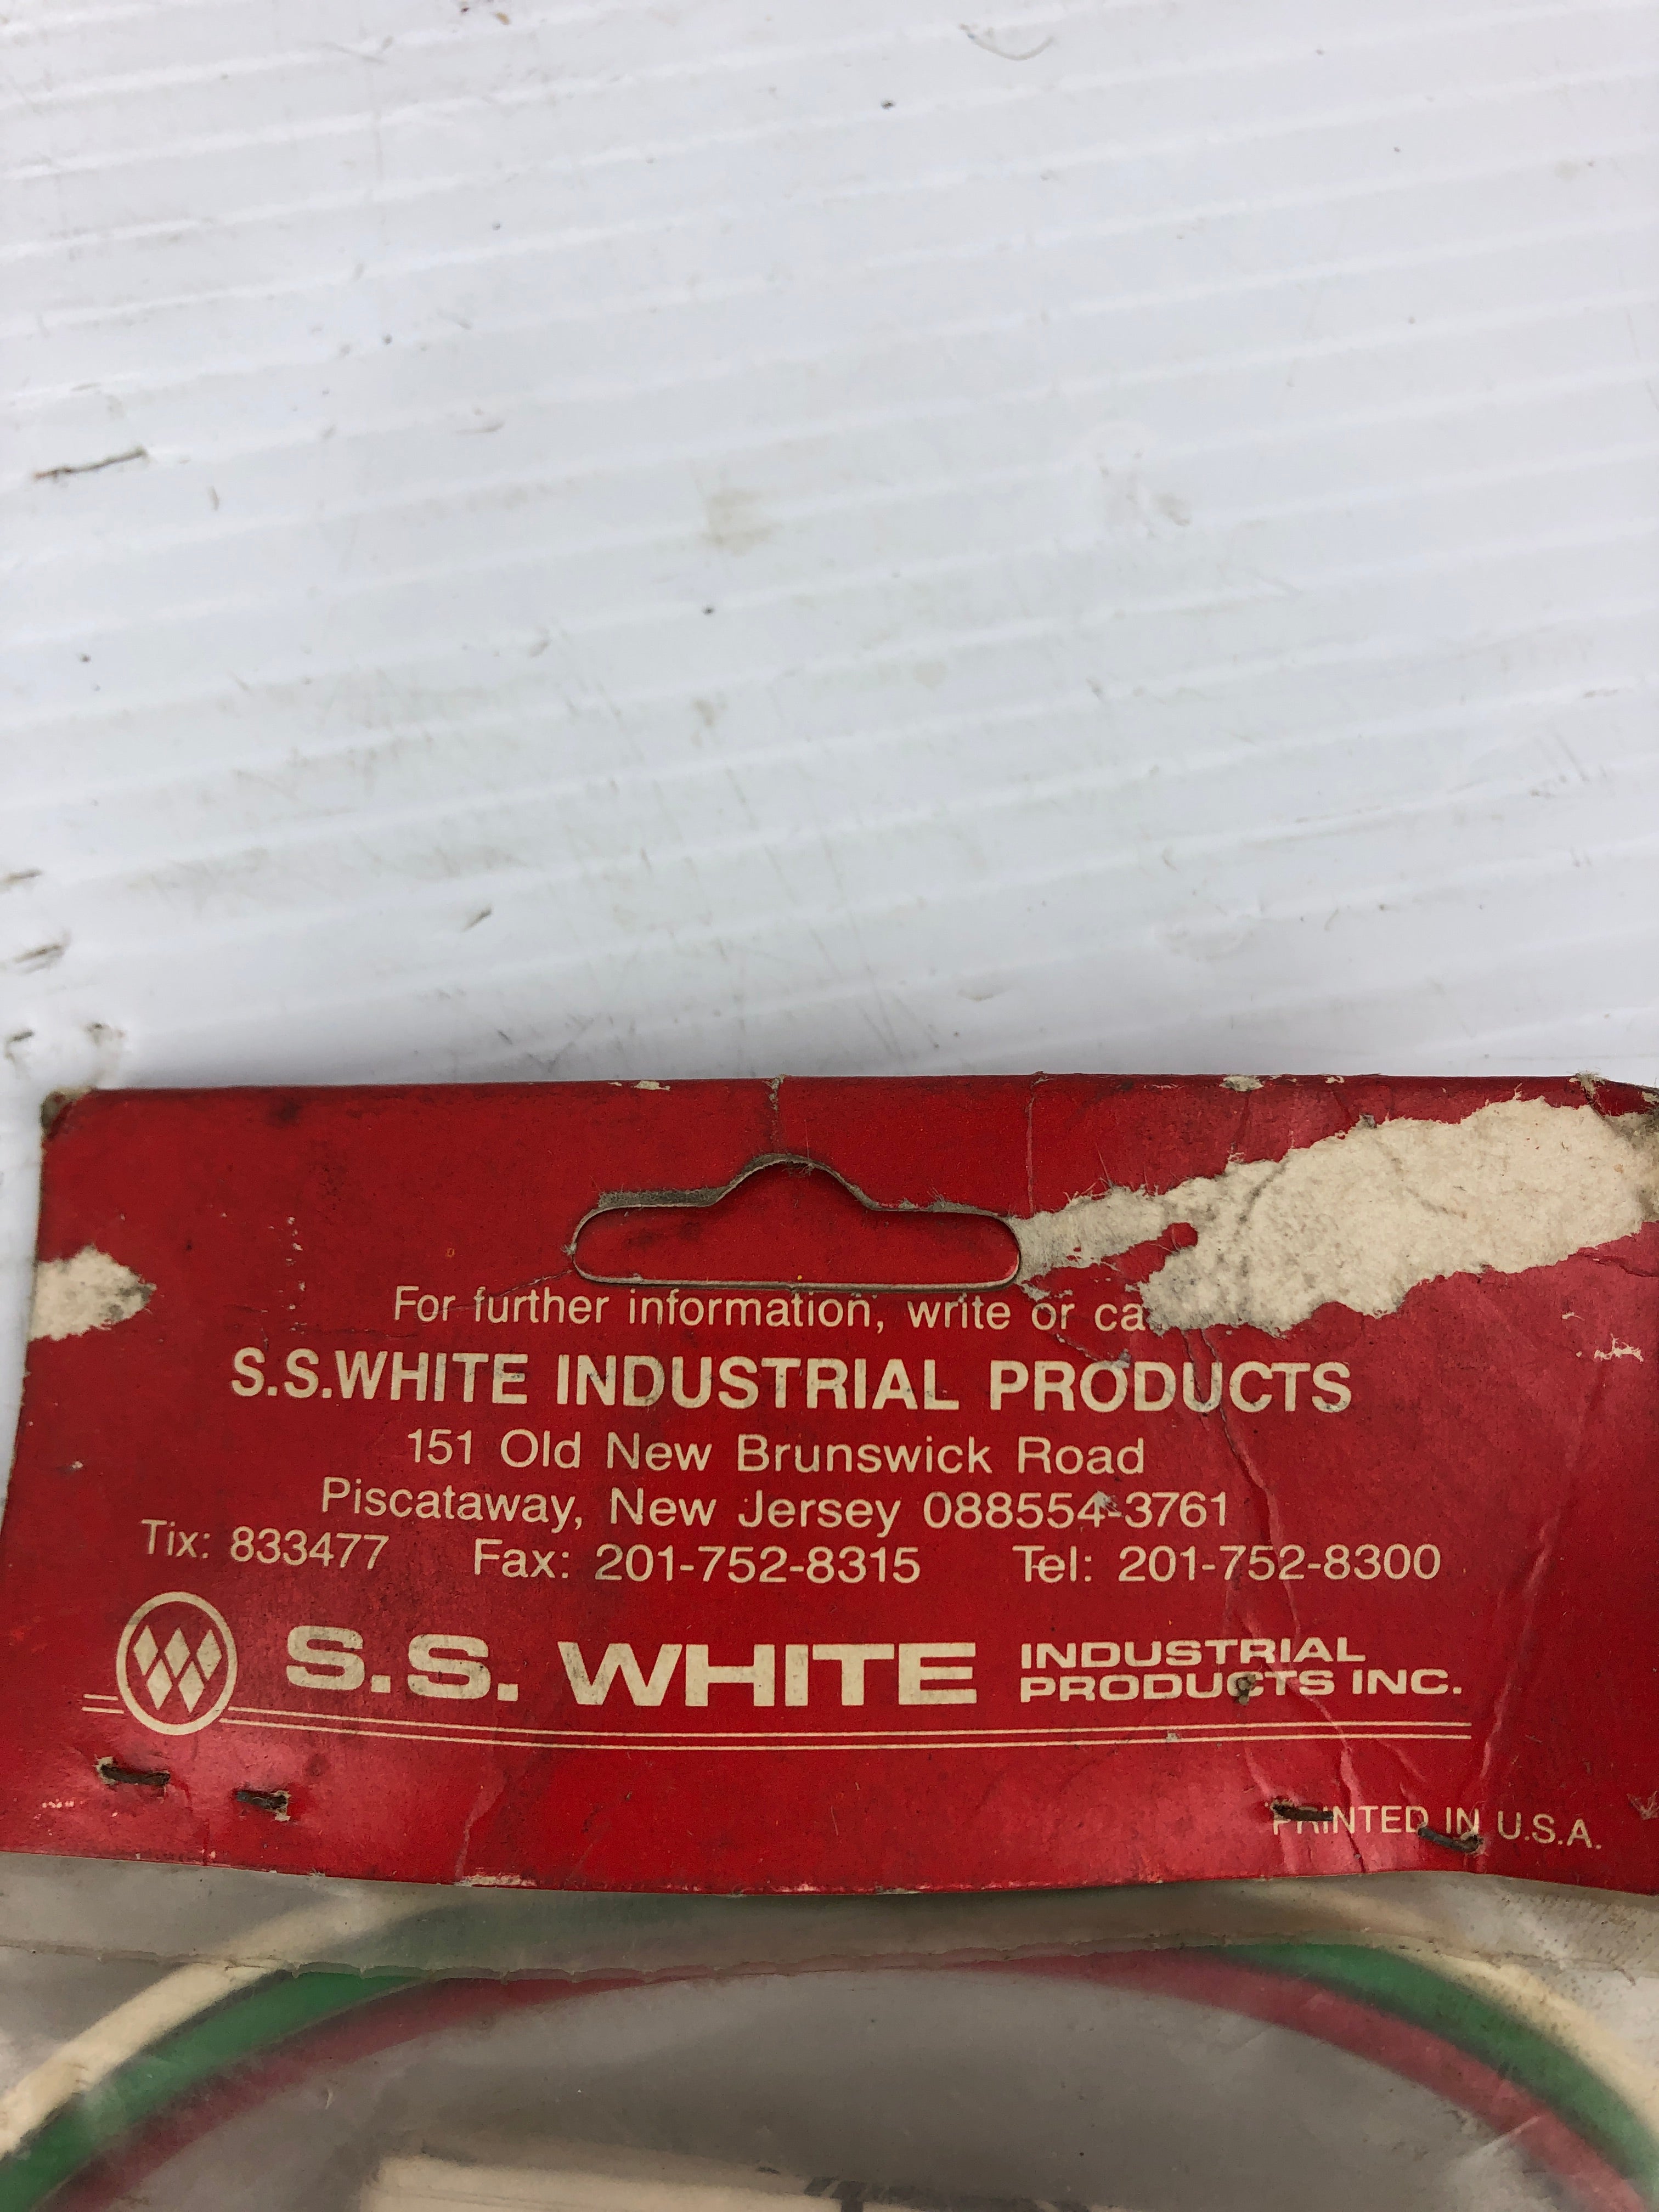 For further information, write or ca
S.S.WHITE INDUSTRIAL PRODUCTS
151 Old New Brunswick Road
Piscataway, New Jersey 088554-3761
Tix: 833477 Fax: 201-752-8315 Tel: 201-752-8300
S.S. WHITE INDUSTRIAL
PRODUCTS INC.
PRINTED IN U.S.A.